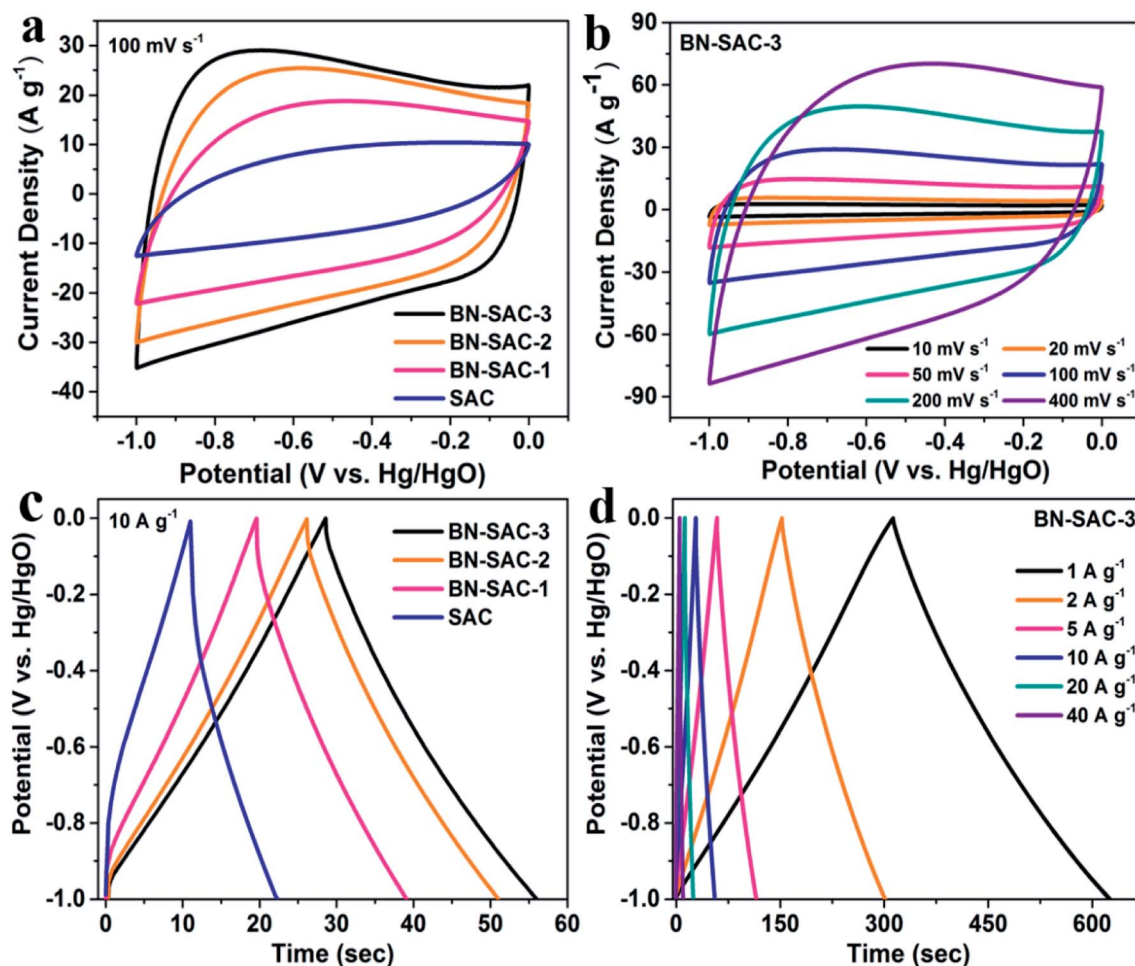 a
100 mV s⁻¹
Current Density (A g⁻¹)
30
20
10
0
-10
-20
-30
-40
BN-SAC-3
BN-SAC-2
BN-SAC-1
SAC
-1.0 -0.8 -0.6 -0.4 -0.2 0.0
Potential (V vs. Hg/HgO)
b
BN-SAC-3
Current Density (A g⁻¹)
90
60
30
0
-30
-60
-90
10 mV s⁻¹ 20 mV s⁻¹
50 mV s⁻¹ 100 mV s⁻¹
200 mV s⁻¹ 400 mV s⁻¹
-1.0 -0.8 -0.6 -0.4 -0.2 0.0
Potential (V vs. Hg/HgO)
c
10 A g⁻¹
Potential (V vs. Hg/HgO)
0.0
-0.2
-0.4
-0.6
-0.8
-1.0
BN-SAC-3
BN-SAC-2
BN-SAC-1
SAC
0 10 20 30 40 50 60
Time (sec)
d
BN-SAC-3
Potential (V vs. Hg/HgO)
0.0
-0.2
-0.4
-0.6
-0.8
-1.0
1 A g⁻¹
2 A g⁻¹
5 A g⁻¹
10 A g⁻¹
20 A g⁻¹
40 A g⁻¹
0 150 300 450 600
Time (sec)